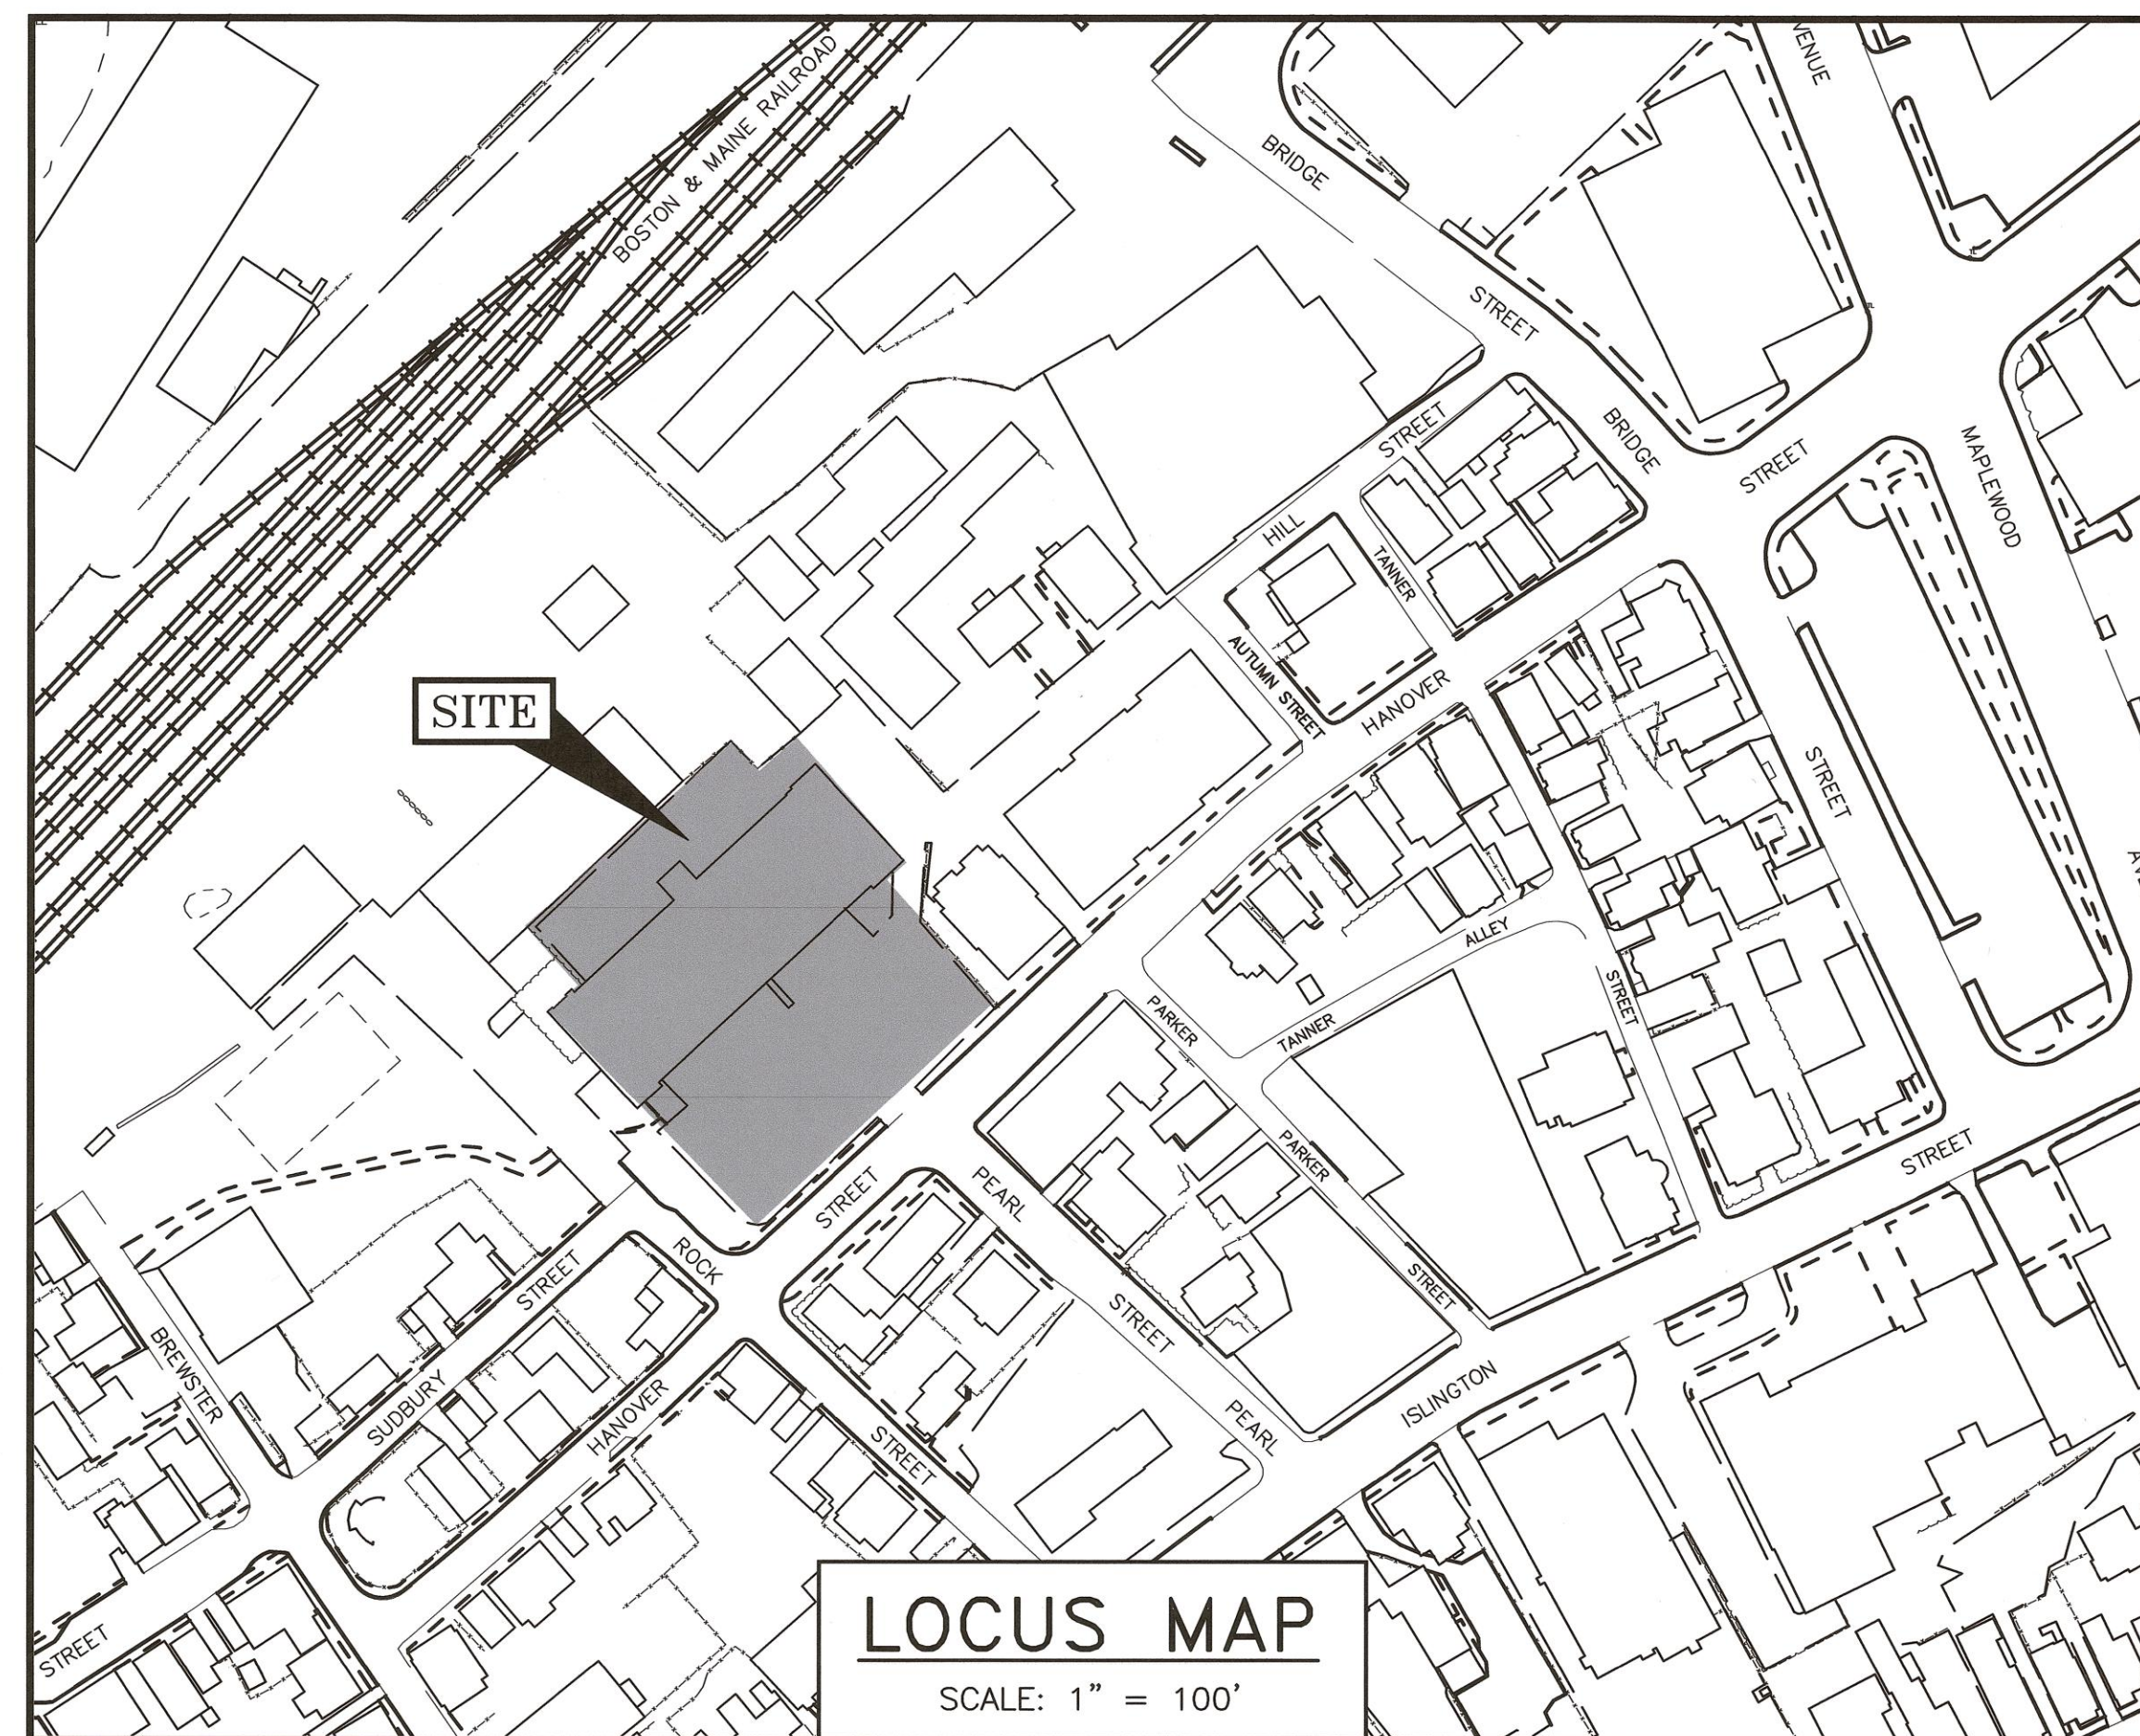 BOSTON & MAINE RAILROAD
BRIDGE
STREET
BRIDGE
STREET
MAPLEWOOD
STREET
HILL
TANNER
AUTUMN STREET
HANOVER
STREET
SITE
ALLEY
TANNER
PARKER
STREET
PARKER
STREET
STREET
PEARL
STREET
STREET
ROCK
STREET
SUDBURY
BREWSTER
HANOVER
STREET
PEARL
ISLINGTON
STREET
LOCUS MAP
SCALE: 1" = 100'